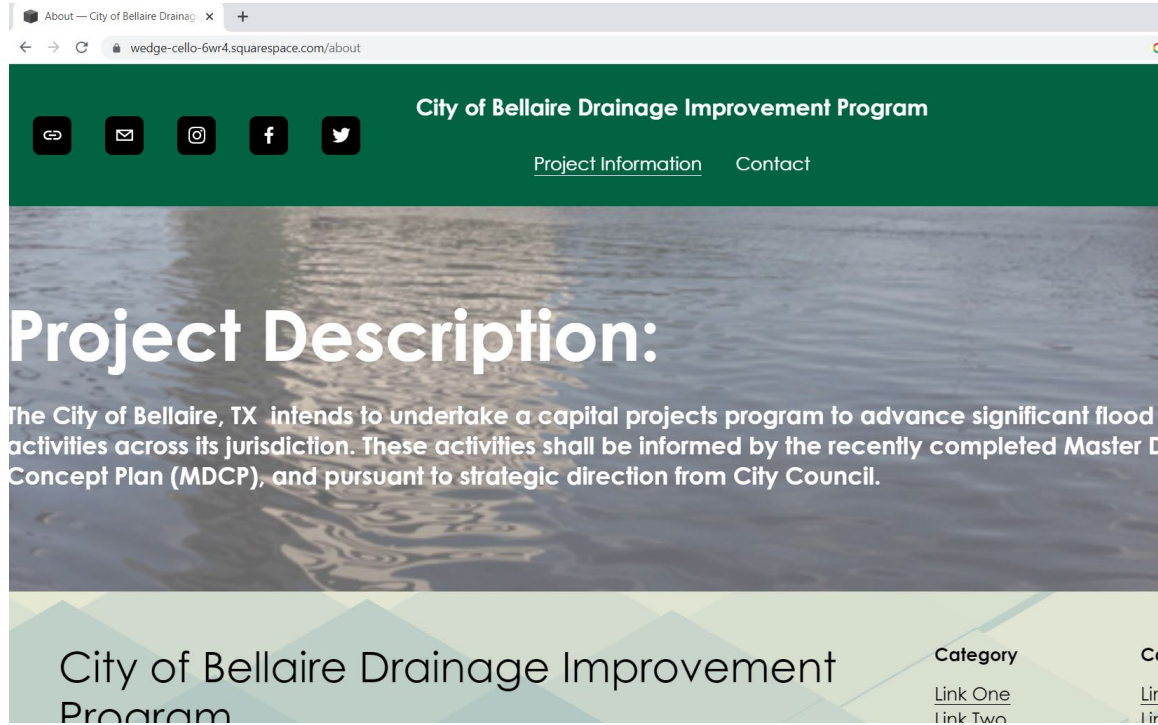 About — City of Bellaire Drainag
wedge-cello-6wr4.squarespace.com/about
City of Bellaire Drainage Improvement Program
Project Information Contact
Project Description:
The City of Bellaire, TX intends to undertake a capital projects program to advance significant flood
activities across its jurisdiction. These activities shall be informed by the recently completed Master D
Concept Plan (MDCP), and pursuant to strategic direction from City Council.
City of Bellaire Drainage Improvement
Program
Category
Link One
Link Two